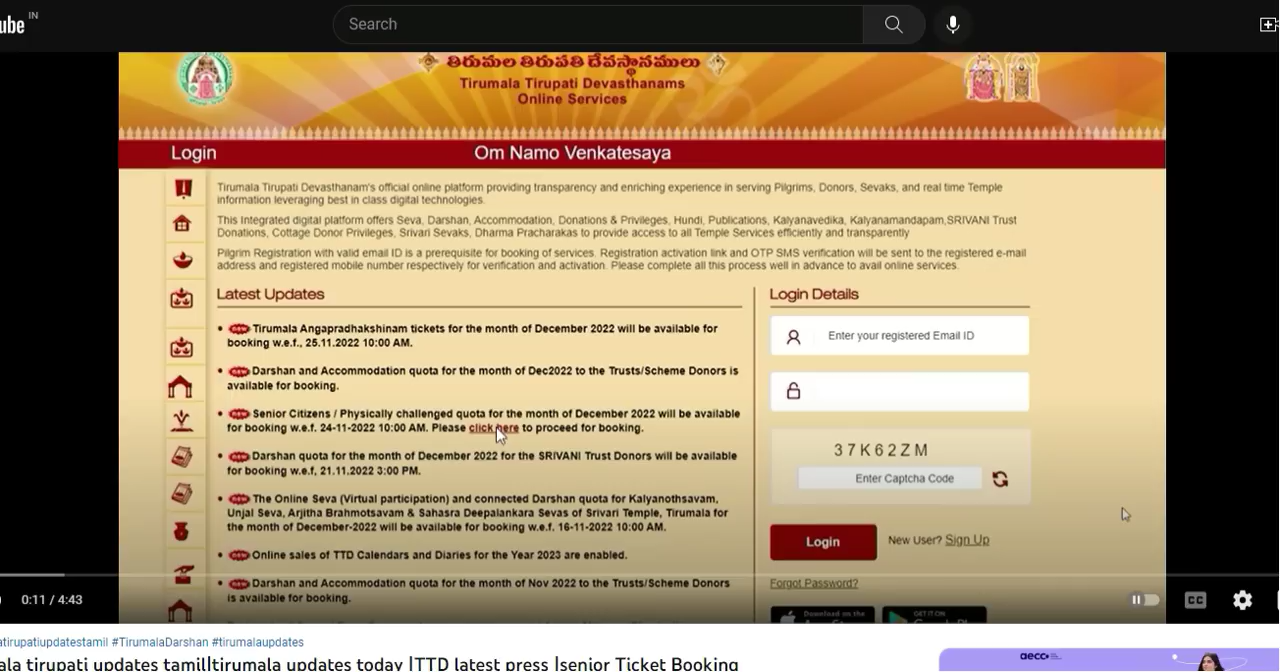 ube IN
Search
తిరుమల తిరుపతి దేవస్థానములు
Tirumala Tirupati Devasthanams
Online Services
Login
Om Namo Venkatesaya
Tirumala Tirupati Devasthanam's official online platform providing transparency and enriching experience in serving Pilgrims, Donors, Sevaks, and real time Temple
information leveraging best in class digital technologies.
This Integrated digital platform offers Seva, Darshan, Accommodation, Donations & Privileges, Hundi, Publications, Kalyanavedika, Kalyanamandapam,SRIVANI Trust
Donations, Cottage Donor Privileges, Srivari Sevaks, Dharma Pracharakas to provide access to all Temple Services efficiently and transparently
Pilgrim Registration with valid email ID is a prerequisite for booking of services. Registration activation link and OTP SMS verification will be sent to the registered e-mail
address and registered mobile number respectively for verification and activation. Please complete all this process well in advance to avail online services.
Latest Updates
Tirumala Angapradhakshinam tickets for the month of December 2022 will be available for
booking w.e.f., 25.11.2022 10:00 AM.
Darshan and Accommodation quota for the month of Dec2022 to the Trusts/Scheme Donors is
available for booking.
Senior Citizens / Physically challenged quota for the month of December 2022 will be available
for booking w.e.f. 24-11-2022 10:00 AM. Please click here to proceed for booking.
Darshan quota for the month of December 2022 for the SRIVANI Trust Donors will be available
for booking w.e.f, 21.11.2022 3:00 PM.
The Online Seva (Virtual participation) and connected Darshan quota for Kalyanothsavam,
Unjal Seva, Arjitha Brahmotsavam & Sahasra Deepalankara Sevas of Srivari Temple, Tirumala for
the month of December-2022 will be available for booking w.e.f. 16-11-2022 10:00 AM.
Online sales of TTD Calendars and Diaries for the Year 2023 are enabled.
Darshan and Accommodation quota for the month of Nov 2022 to the Trusts/Scheme Donors
is available for booking.
Login Details
Enter your registered Email ID
37K62ZM
Enter Captcha Code
Login
New User? Sign Up
Forgot Password?
Download on the
GET IT ON
0:11 / 4:43
CC
atirupatiupdatestamil #TirumalaDarshan #tirumalaupdates
ala tirupati updates tamil|tirumala updates today |TTD latest press |senior Ticket Booking
aecc